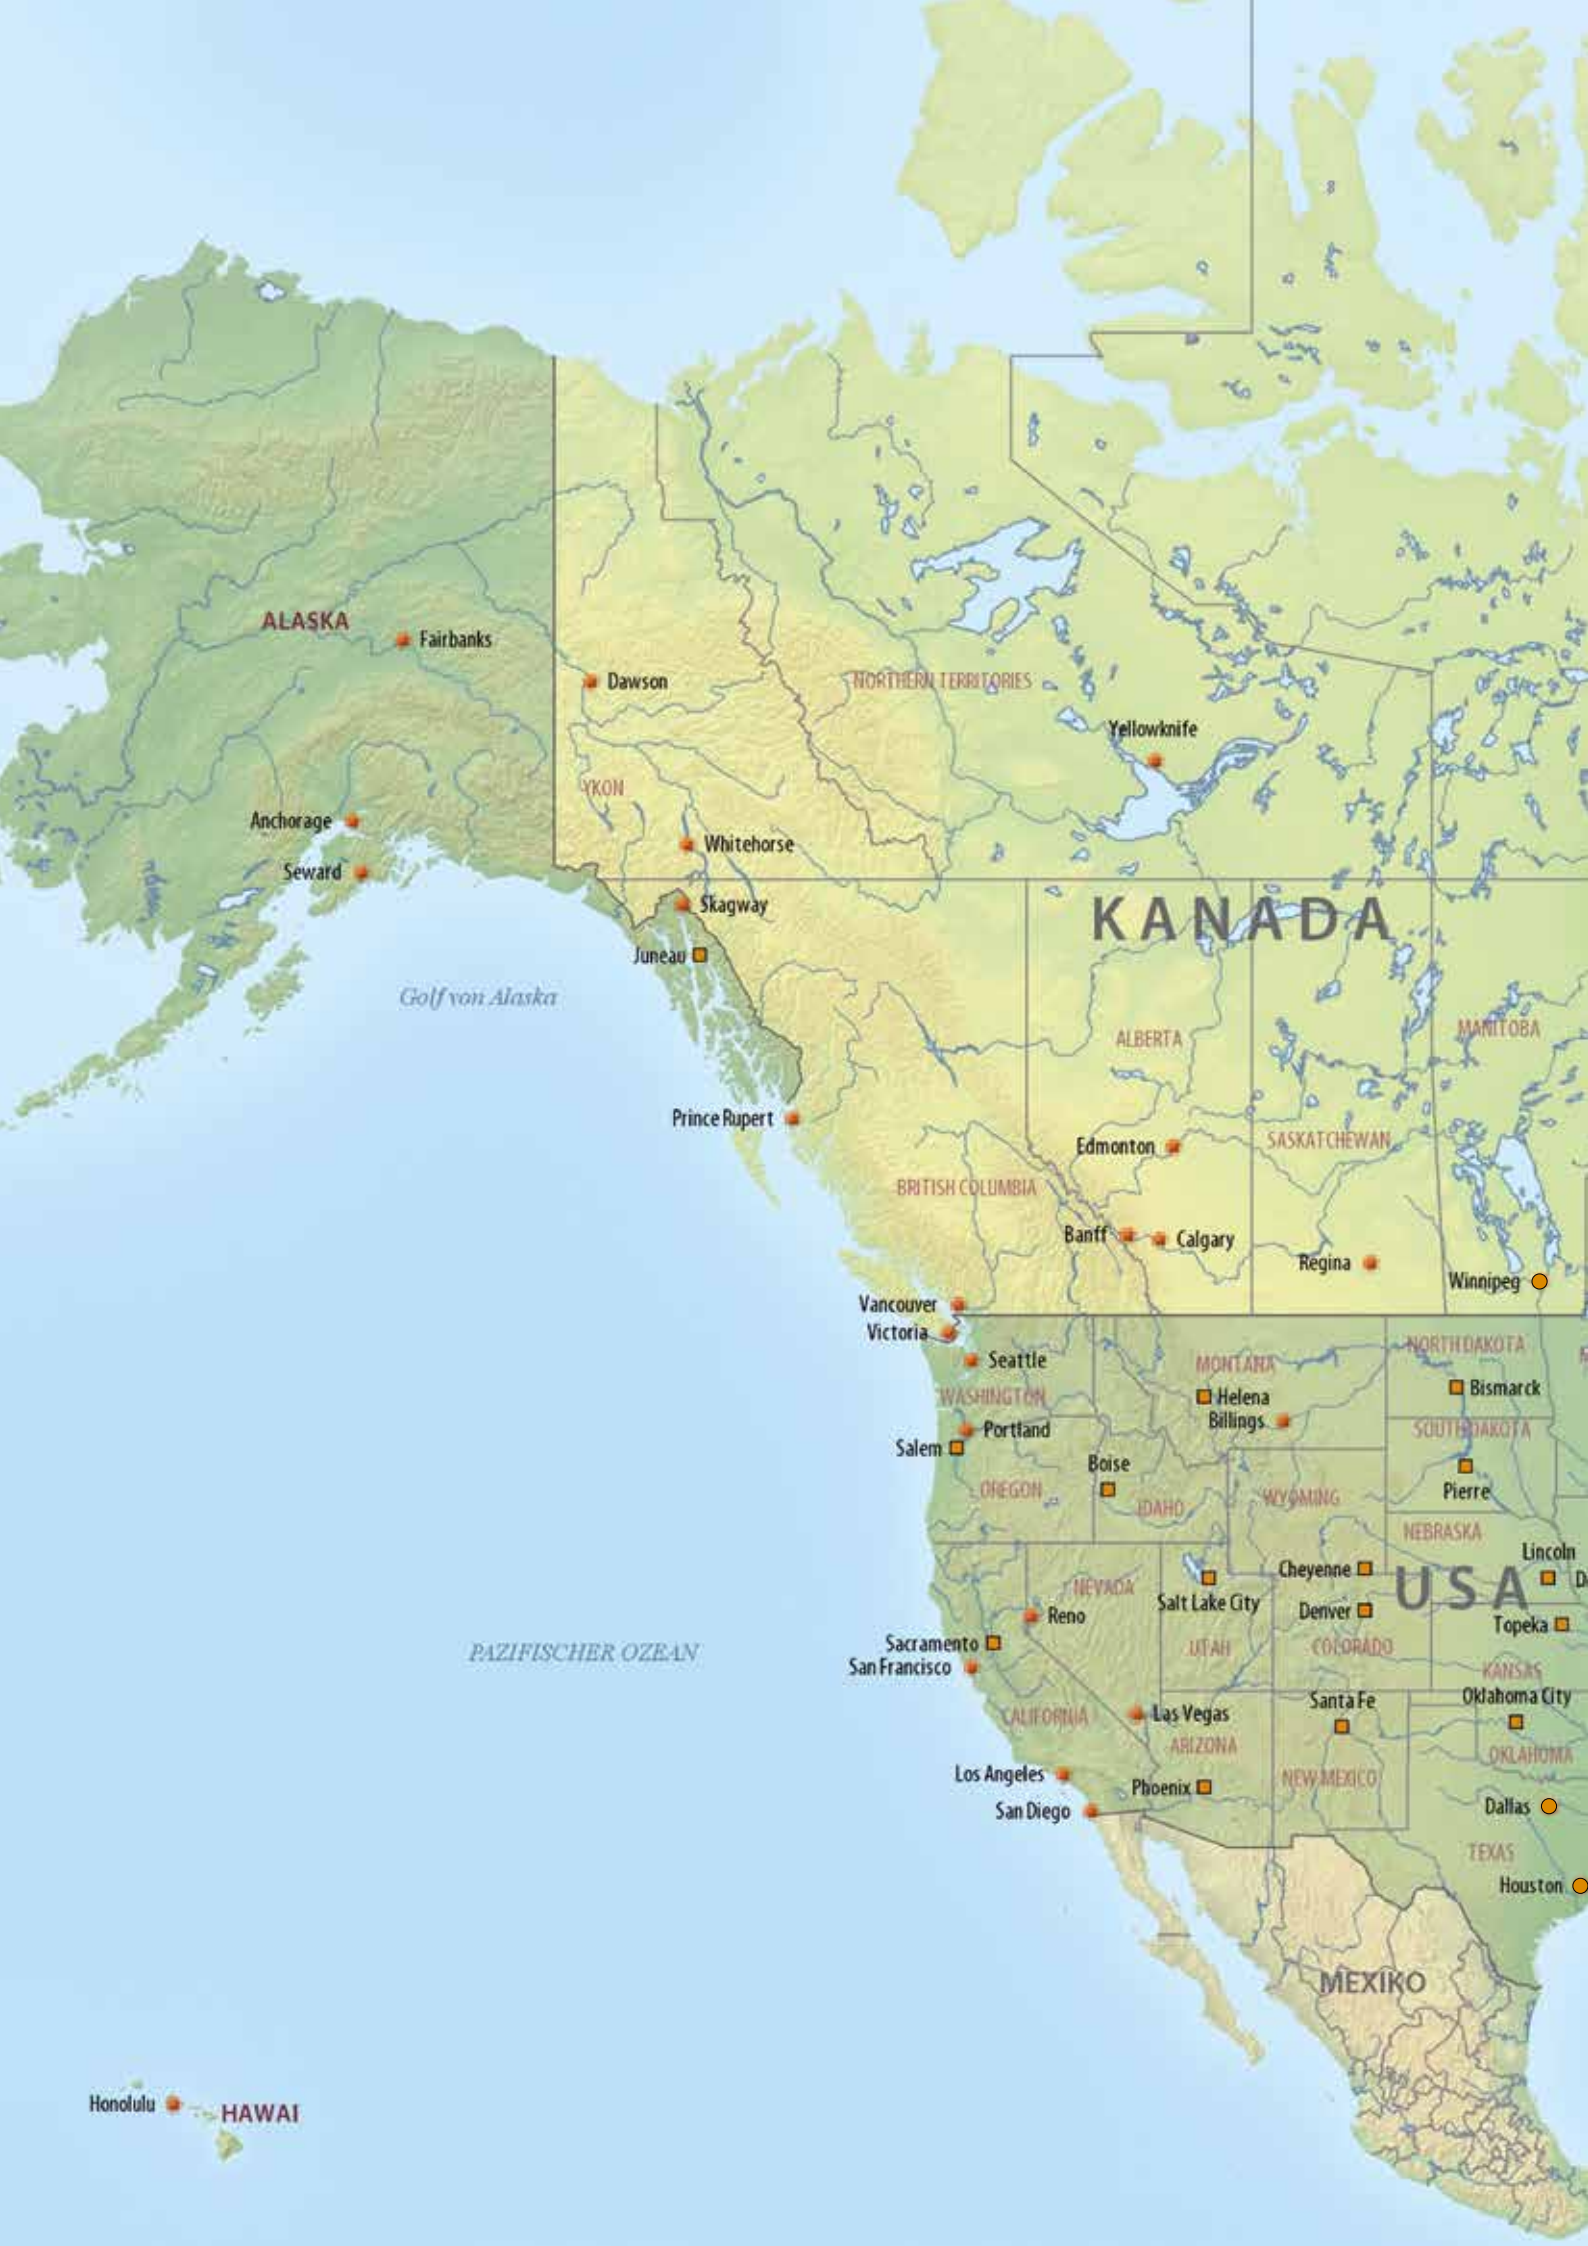 ALASKA
Fairbanks
Dawson
NORTHERN TERRITORIES
Yellowknife
YKON
Anchorage
Whitehorse
Seward
Skagway
KANADA
Juneau
Golf von Alaska
MANITOBA
ALBERTA
Prince Rupert
Edmonton
SASKATCHEWAN
BRITISH COLUMBIA
Banff
Calgary
Regina
Winnipeg
Vancouver
Victoria
Seattle
MONTANA
NORTH DAKOTA
WASHINGTON
Helena
Bismarck
Billings
Portland
SOUTH DAKOTA
Salem
Boise
OREGON
IDAHO
WYOMING
Pierre
NEBRASKA
Lincoln
Cheyenne
USA
NEVADA
Salt Lake City
Reno
Denver
Topeka
Sacramento
UTAH
COLORADO
PAZIFISCHER OZEAN
San Francisco
KANSAS
Santa Fe
Oklahoma City
CALIFORNIA
Las Vegas
ARIZONA
OKLAHOMA
Los Angeles
Phoenix
NEW MEXICO
San Diego
Dallas
TEXAS
Houston
MEXIKO
Honolulu
HAWAI